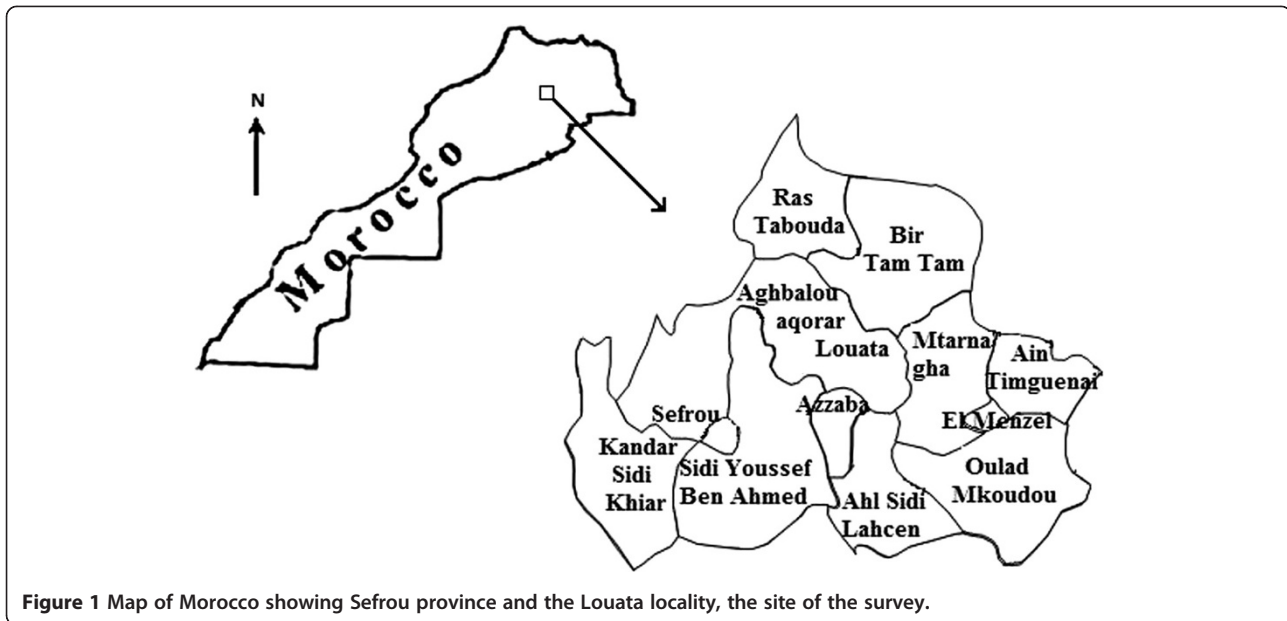 N
Morocco
Ras
Tabouda
Bir
Tam Tam
Aghbalou
aqorar
Louata
Mtarna
gha
Ain
Timguenai
Azzaba
Sefrou
El Menzel
Kandar
Sidi
Khiar
Sidi Youssef
Ben Ahmed
Oulad
Mkoudou
Ahl Sidi
Lahcen
Figure 1 Map of Morocco showing Sefrou province and the Louata locality, the site of the survey.